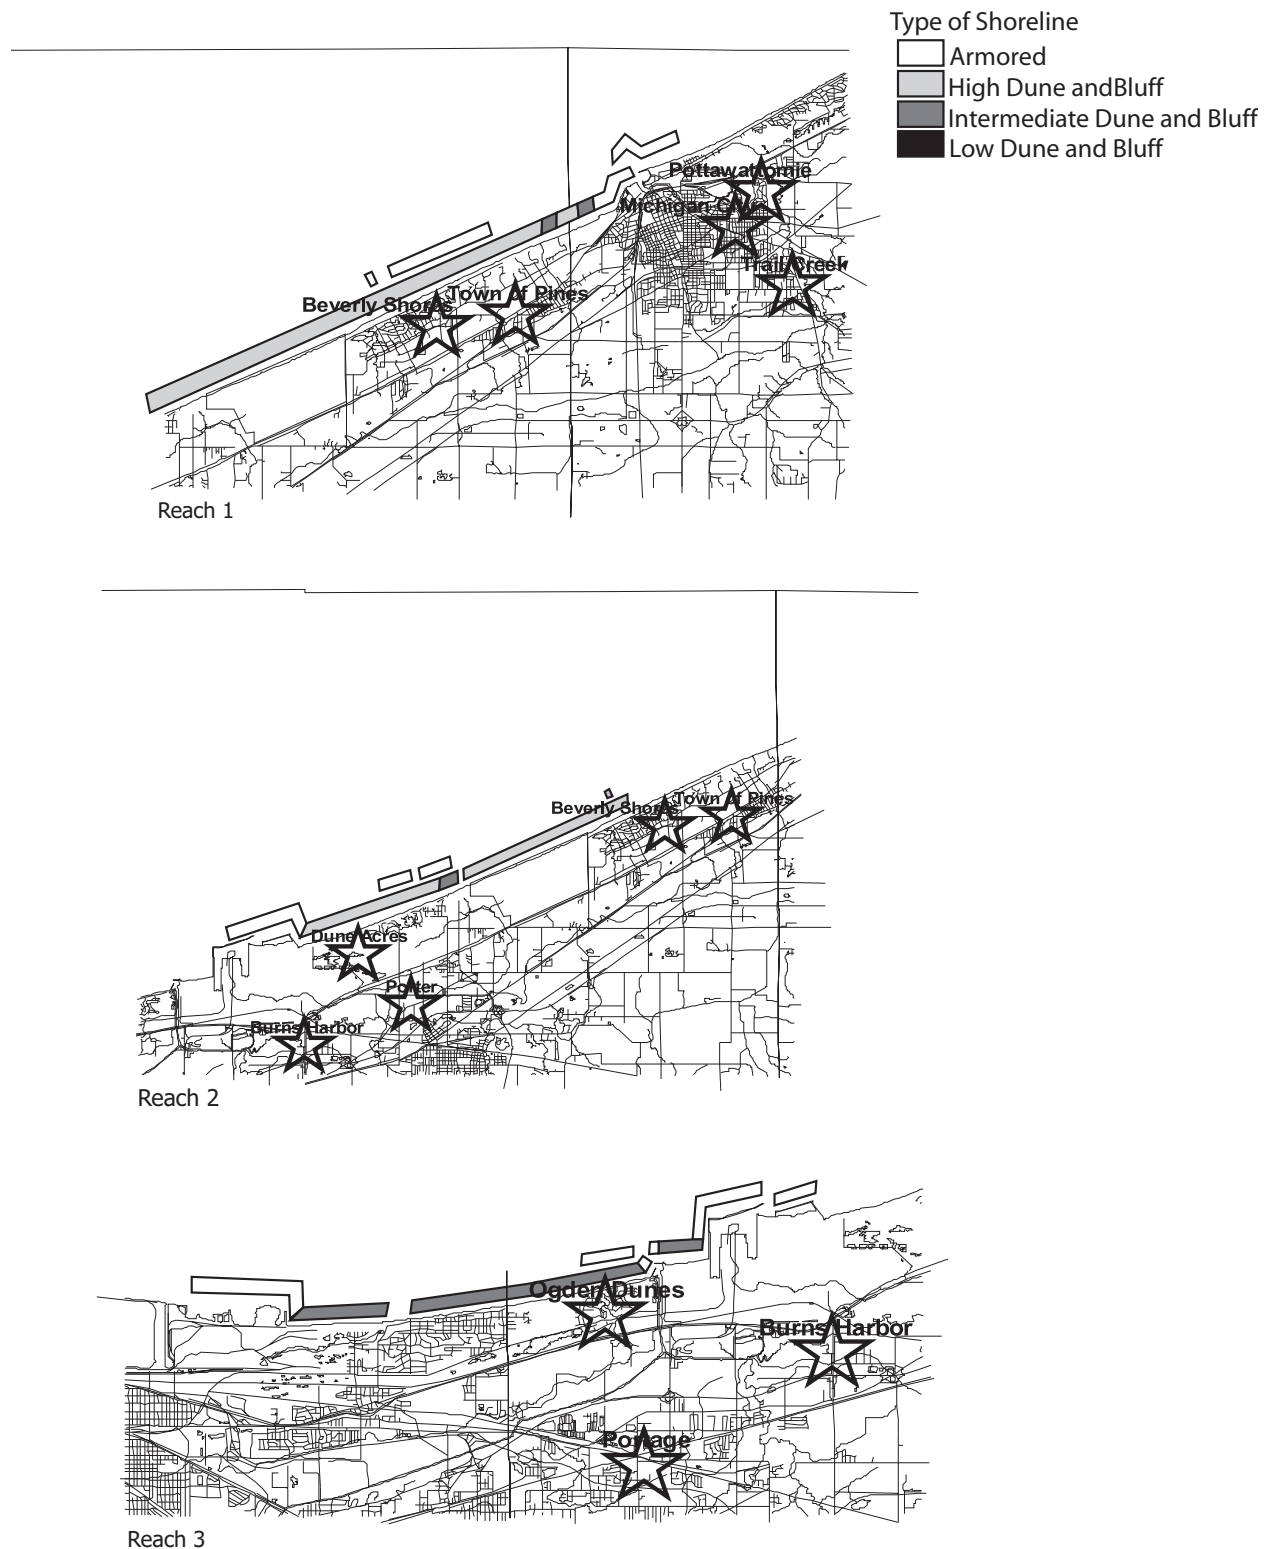 Type of Shoreline
Armored
High Dune andBluff
Intermediate Dune and Bluff
Low Dune and Bluff
Pottawattomie
Michigan City
Trail Creek
Town of Pines
Beverly Shores
Reach 1
Town of Pines
Beverly Shores
Dune Acres
Porter
Burns Harbor
Reach 2
Ogden Dunes
Burns Harbor
Portage
Reach 3